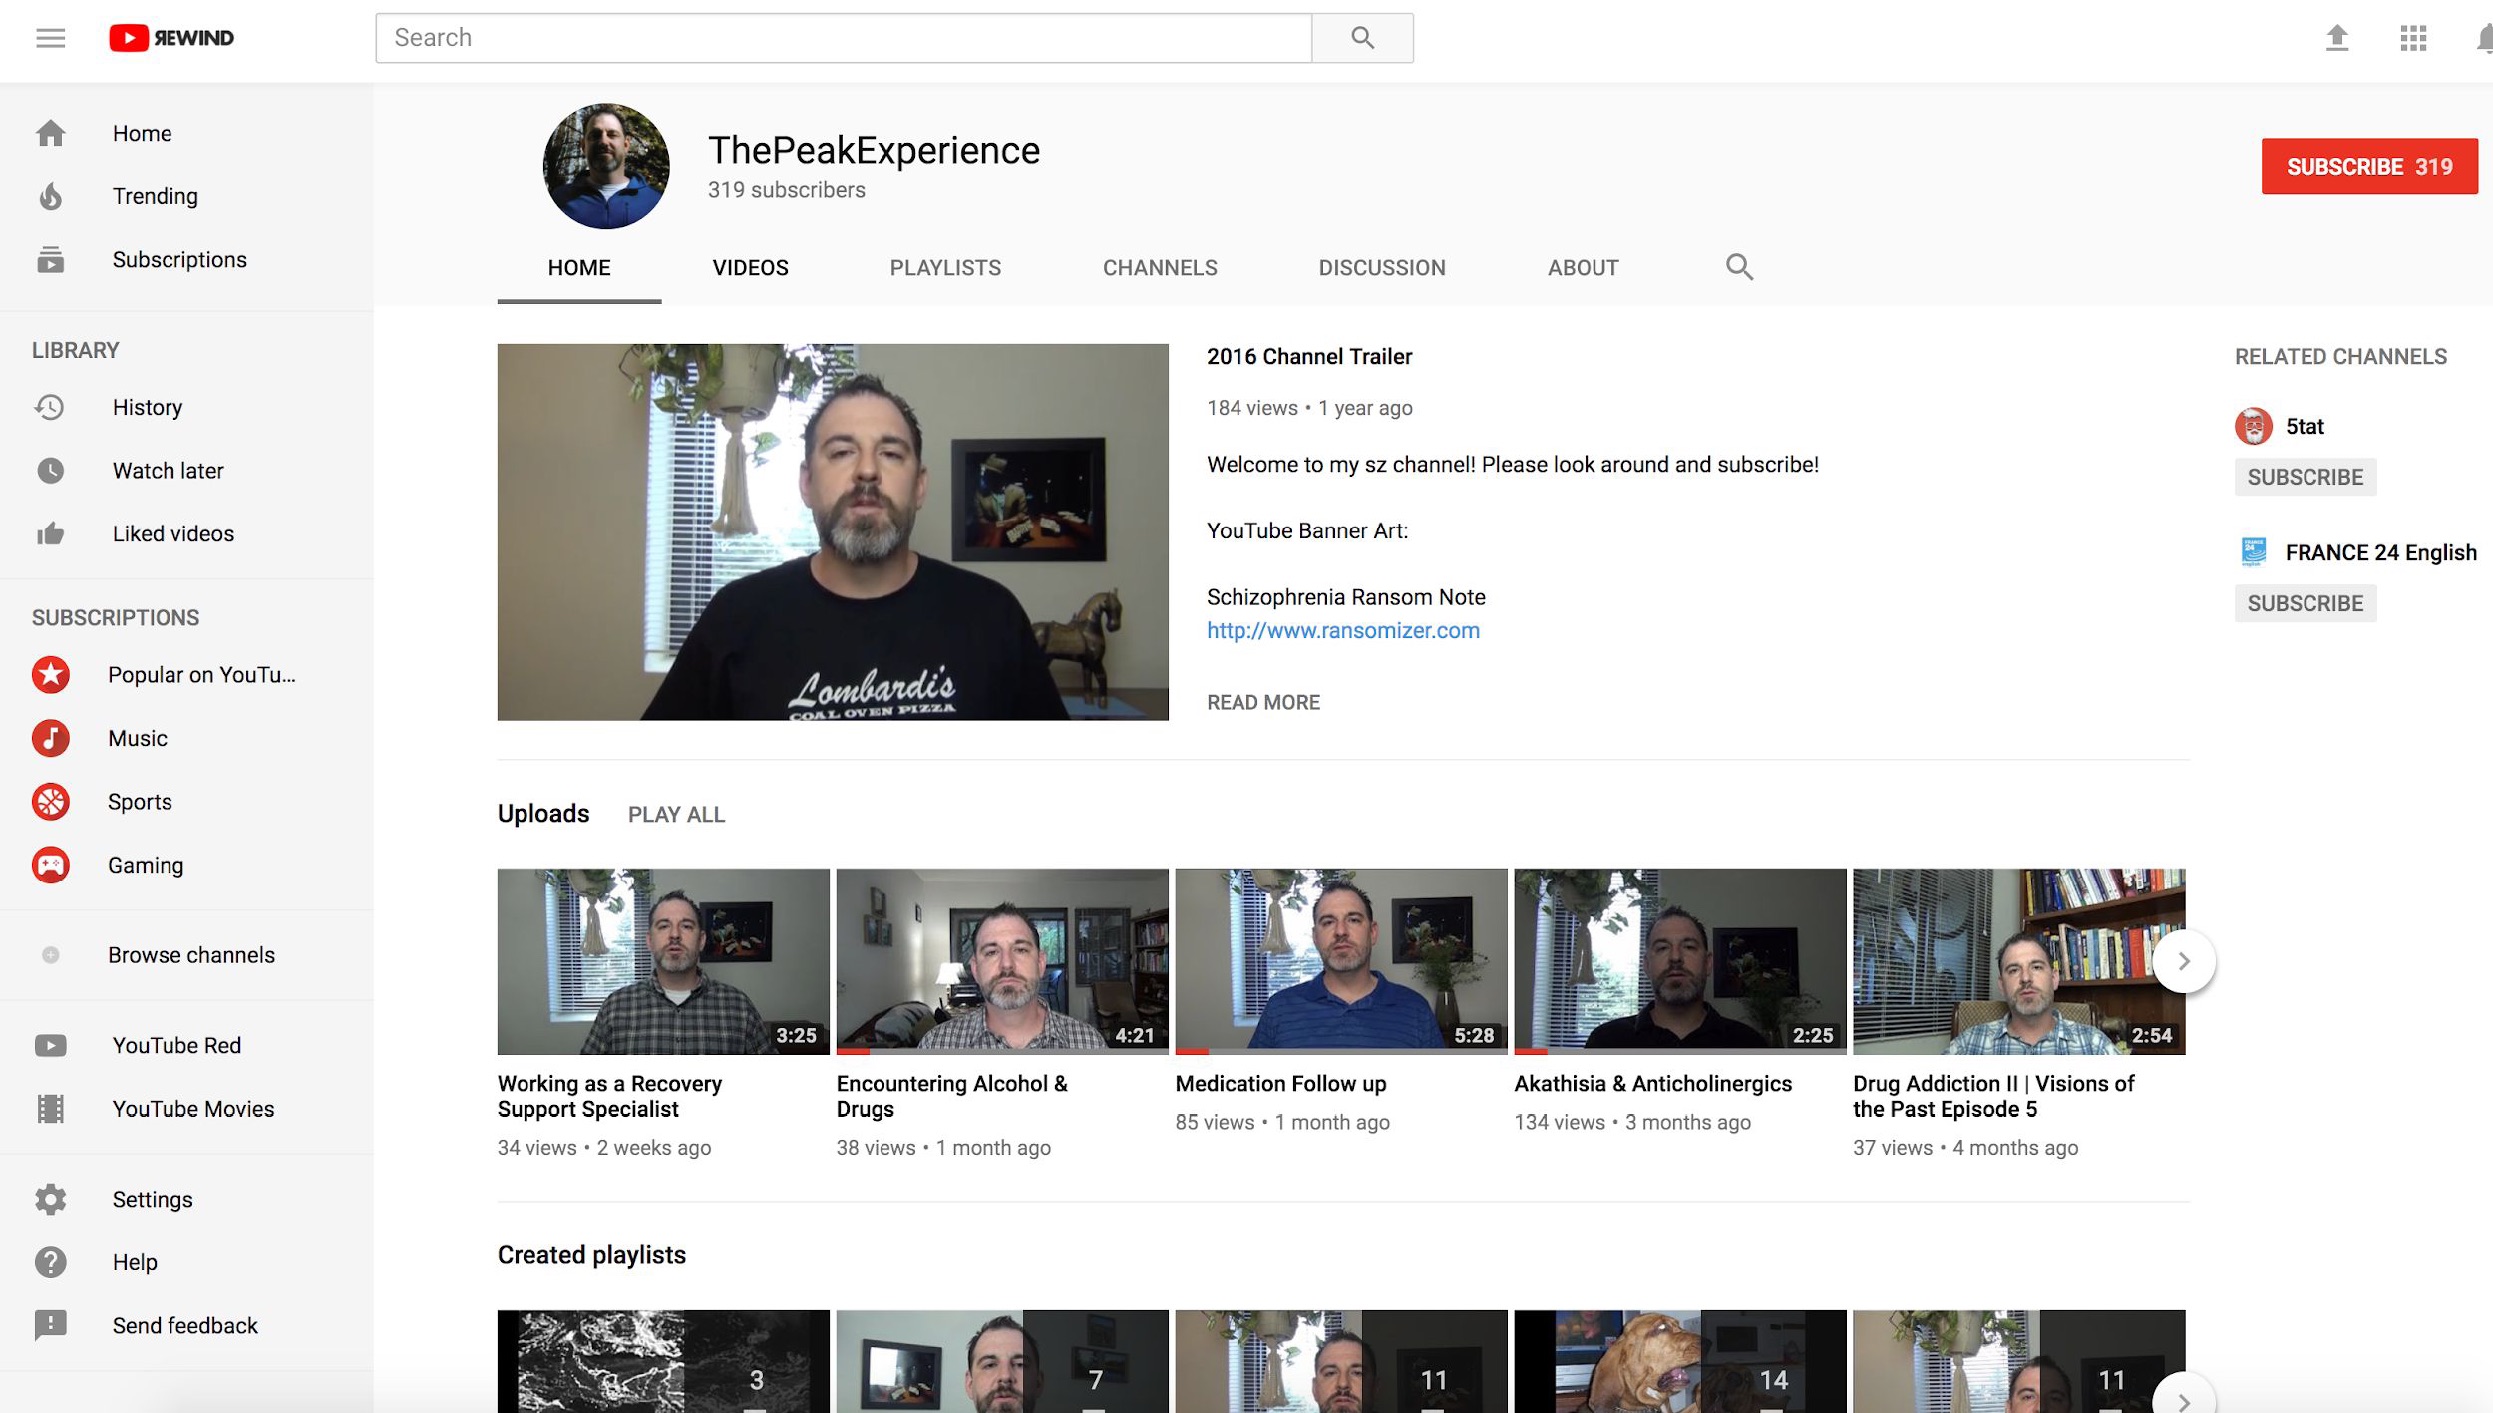 ЯEWIND
Search
Home
Trending
Subscriptions
LIBRARY
History
Watch later
Liked videos
SUBSCRIPTIONS
Popular on YouTu...
Music
Sports
Gaming
Browse channels
YouTube Red
YouTube Movies
Settings
Help
Send feedback
ThePeakExperience
319 subscribers
SUBSCRIBE 319
HOME VIDEOS PLAYLISTS CHANNELS DISCUSSION ABOUT
Lombardi's
COAL OVEN PIZZA
2016 Channel Trailer
184 views • 1 year ago
Welcome to my sz channel! Please look around and subscribe!
YouTube Banner Art:
Schizophrenia Ransom Note
http://www.ransomizer.com
READ MORE
RELATED CHANNELS
5tat
SUBSCRIBE
FRANCE 24 English
SUBSCRIBE
Uploads PLAY ALL
3:25
Working as a Recovery
Support Specialist
34 views • 2 weeks ago
4:21
Encountering Alcohol &
Drugs
38 views • 1 month ago
5:28
Medication Follow up
85 views • 1 month ago
2:25
Akathisia & Anticholinergics
134 views • 3 months ago
2:54
Drug Addiction II | Visions of
the Past Episode 5
37 views • 4 months ago
Created playlists
3
7
11
14
11